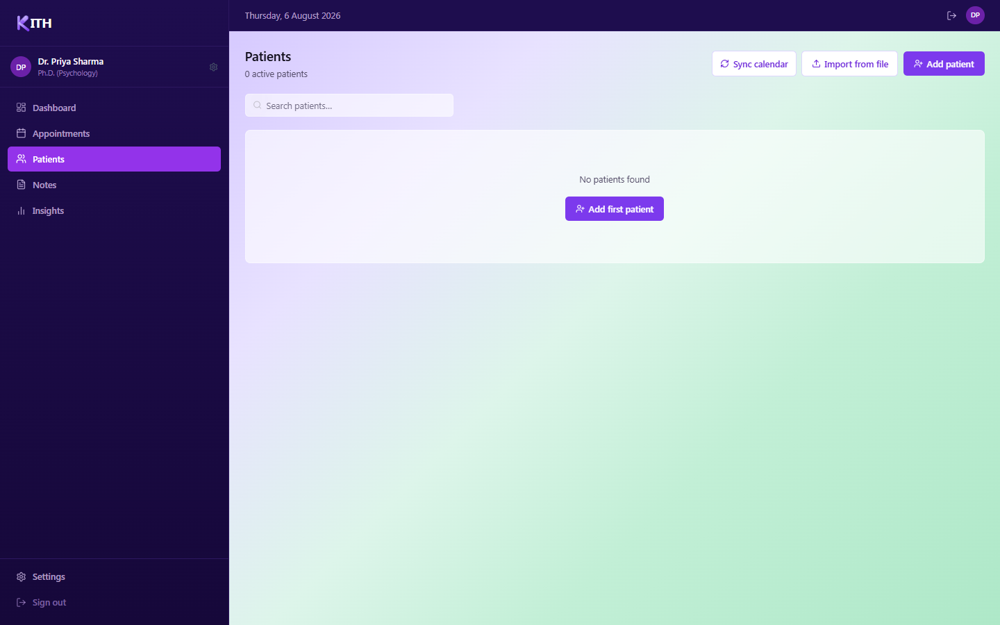 KITH
Thursday, 6 August 2026
DP
DP
Dr. Priya Sharma
Ph.D. (Psychology)
Dashboard
Appointments
Patients
Notes
Insights
Settings
Sign out
Patients
0 active patients
Sync calendar
Import from file
Add patient
Search patients...
No patients found
Add first patient